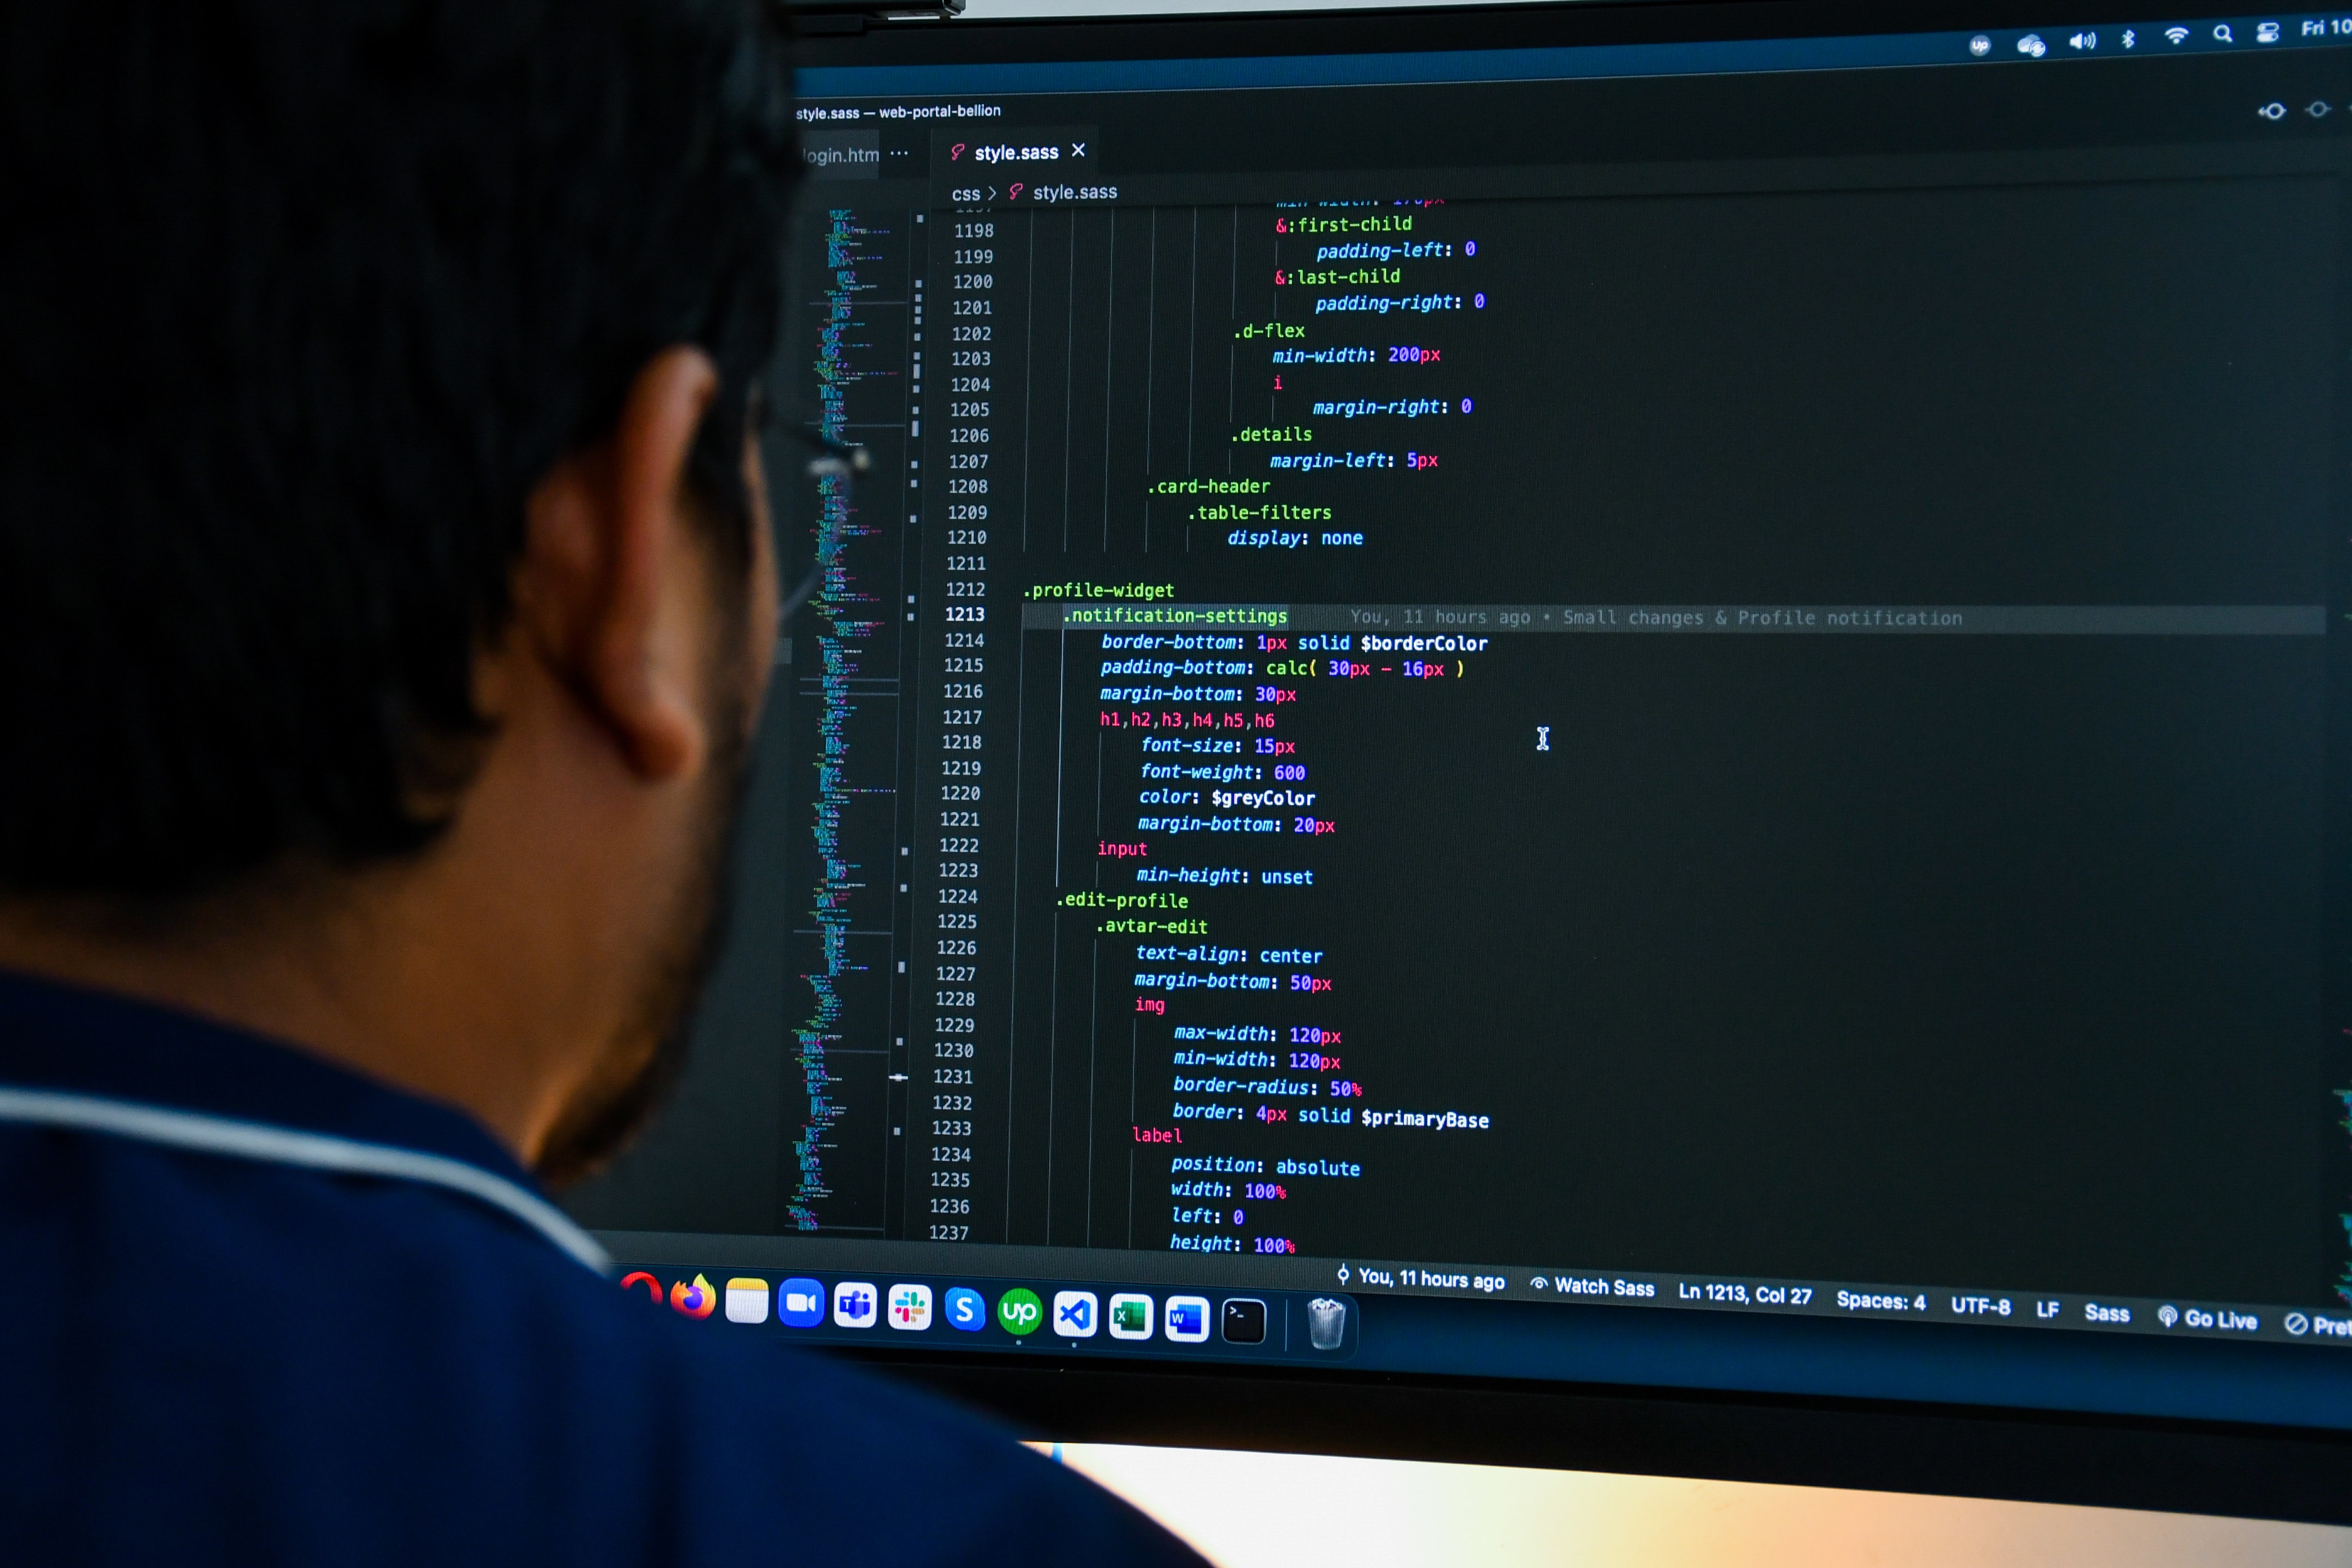 Fri 10
style.sass — web-portal-bellion
login.htm ...
style.sass
css > style.sass
1198 &:first-child
1199 padding-left: 0
1200 &:last-child
1201 padding-right: 0
1202 .d-flex
1203 min-width: 200px
1204 i
1205 margin-right: 0
1206 .details
1207 margin-left: 5px
1208 .card-header
1209 .table-filters
1210 display: none
1211
1212 .profile-widget
1213 .notification-settings You, 11 hours ago • Small changes & Profile notification
1214 border-bottom: 1px solid $borderColor
1215 padding-bottom: calc( 30px - 16px )
1216 margin-bottom: 30px
1217 h1,h2,h3,h4,h5,h6
1218 font-size: 15px
1219 font-weight: 600
1220 color: $greyColor
1221 margin-bottom: 20px
1222 input
1223 min-height: unset
1224 .edit-profile
1225 .avtar-edit
1226 text-align: center
1227 margin-bottom: 50px
1228 img
1229 max-width: 120px
1230 min-width: 120px
1231 border-radius: 50%
1232 border: 4px solid $primaryBase
1233 label
1234 position: absolute
1235 width: 100%
1236 left: 0
1237 height: 100%
You, 11 hours ago Watch Sass Ln 1213, Col 27 Spaces: 4 UTF-8 LF Sass Go Live Pret
up